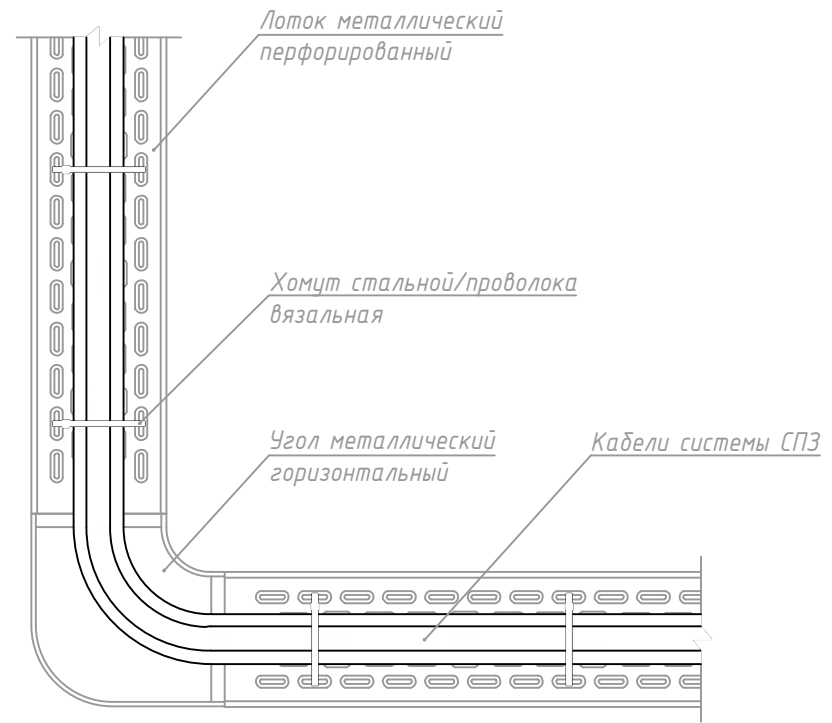 Лоток металлический
перфорированный
Хомут стальной/проволока
вязальная
Угол металлический
горизонтальный
Кабели системы СПЗ